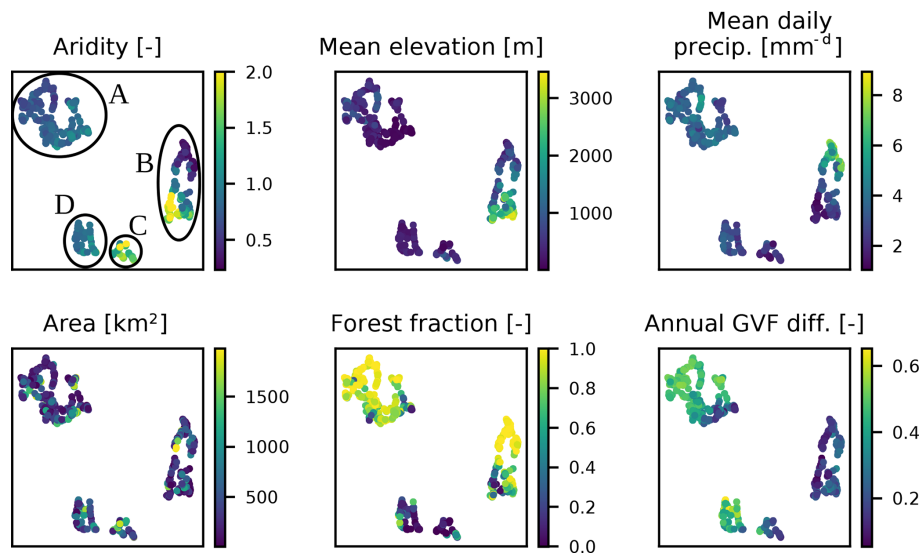 Aridity [-]
Mean elevation [m]
Mean daily
precip. [mm⁻ᵈ]
A
B
C
D
2.0
1.5
1.0
0.5
3000
2000
1000
8
6
4
2
Area [km²]
Forest fraction [-]
Annual GVF diff. [-]
1500
1000
500
1.0
0.8
0.6
0.4
0.2
0.0
0.6
0.4
0.2